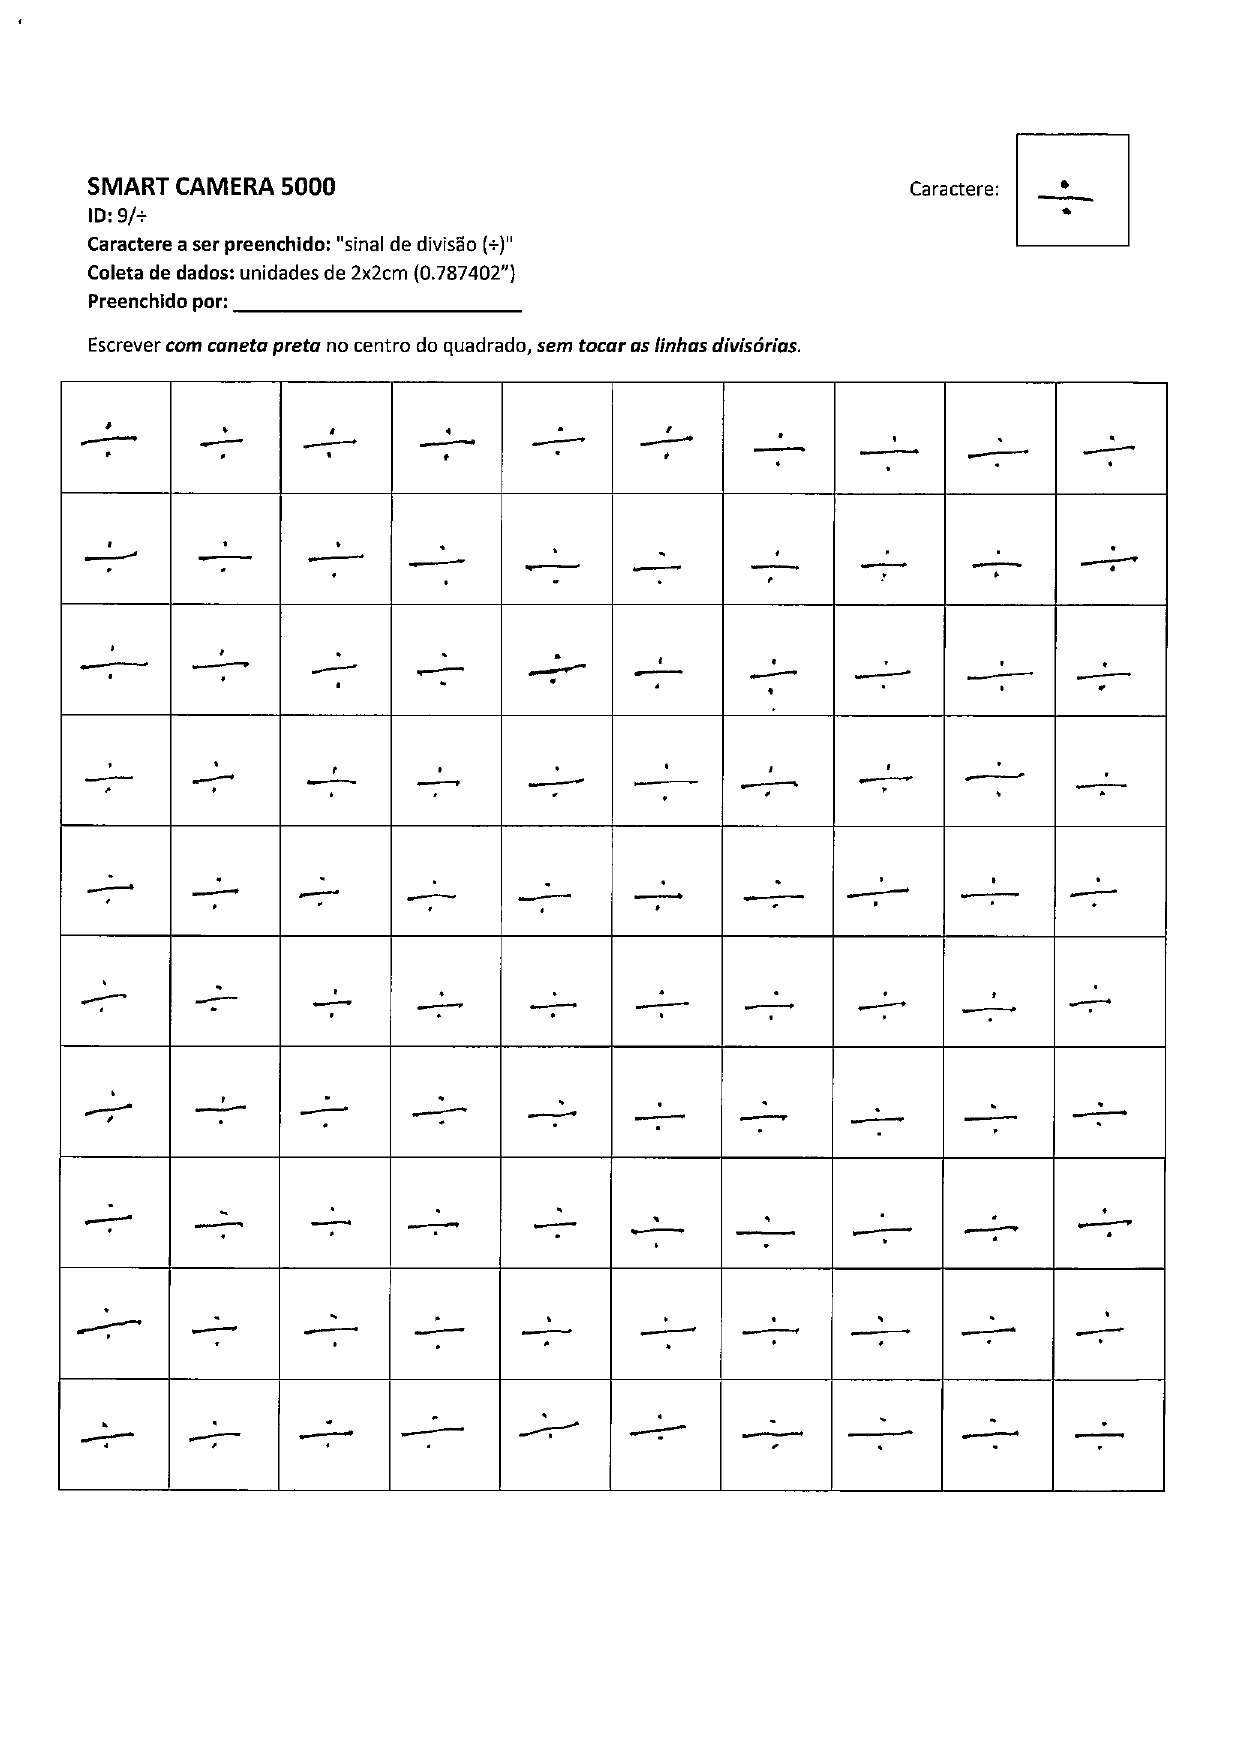 SMART CAMERA 5000
ID: 9/÷
Caractere a ser preenchido: "sinal de divisão (÷)"
Coleta de dados: unidades de 2x2cm (0.787402")
Preenchido por:
Caractere: ÷
Escrever com caneta preta no centro do quadrado, sem tocar as linhas divisórias.
÷ ÷ ÷ ÷ ÷ ÷ ÷ ÷ ÷ ÷
÷ ÷ ÷ ÷ ÷ ÷ ÷ ÷ ÷ ÷
÷ ÷ ÷ ÷ ÷ ÷ ÷ ÷ ÷ ÷
÷ ÷ ÷ ÷ ÷ ÷ ÷ ÷ ÷ ÷
÷ ÷ ÷ ÷ ÷ ÷ ÷ ÷ ÷ ÷
÷ ÷ ÷ ÷ ÷ ÷ ÷ ÷ ÷ ÷
÷ ÷ ÷ ÷ ÷ ÷ ÷ ÷ ÷ ÷
÷ ÷ ÷ ÷ ÷ ÷ ÷ ÷ ÷ ÷
÷ ÷ ÷ ÷ ÷ ÷ ÷ ÷ ÷ ÷
÷ ÷ ÷ ÷ ÷ ÷ ÷ ÷ ÷ ÷